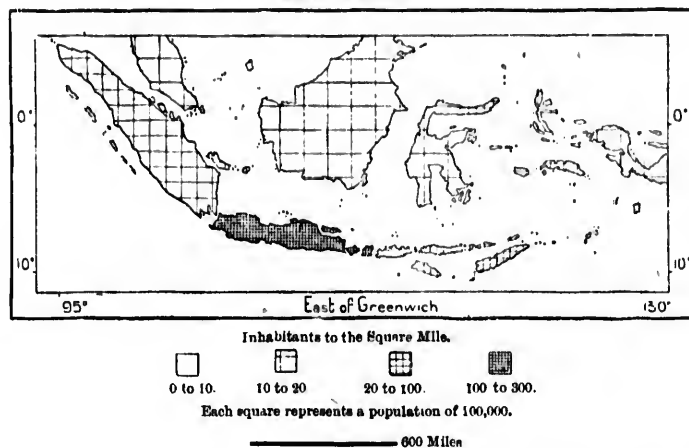 0°
0°
10°
10°
95°
East of Greenwich
130°
Inhabitants to the Square Mile.
0 to 10.
10 to 20
20 to 100.
100 to 300.
Each square represents a population of 100,000.
600 Miles